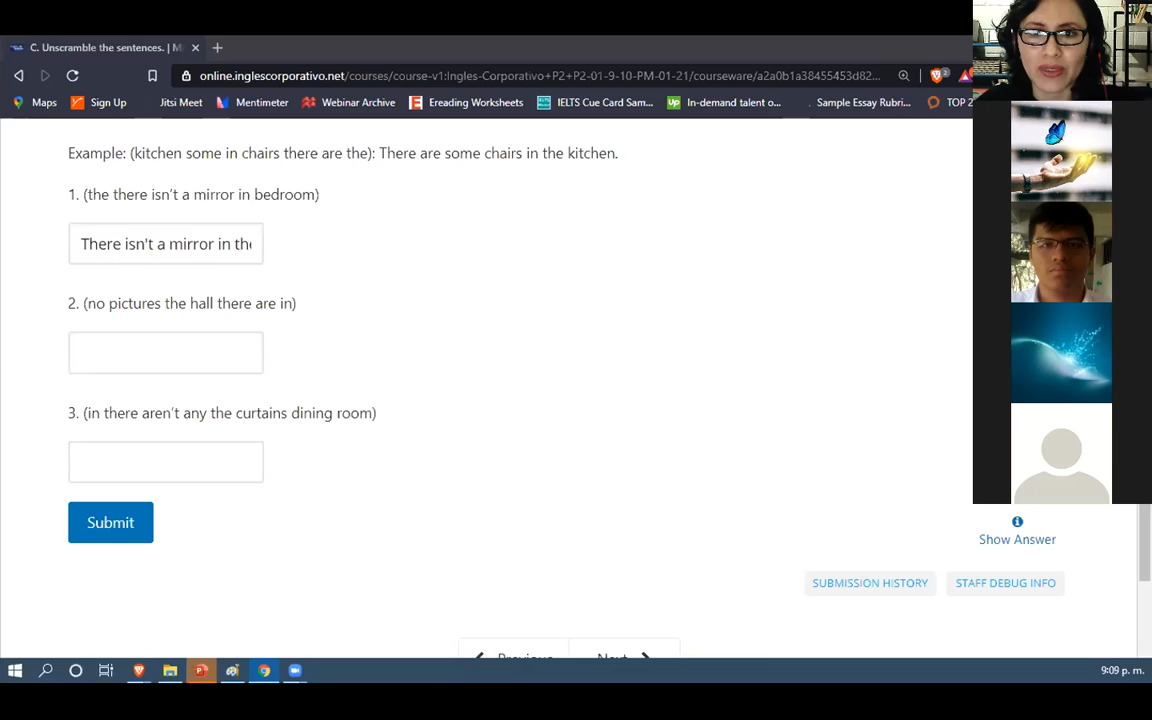 C. Unscramble the sentences. | M
online.inglescorporativo.net/courses/course-v1:Ingles-Corporativo+P2+P2-01-9-10-PM-01-21/courseware/a2a0b1a38455453d82...
2
Maps Sign Up Jitsi Meet Mentimeter Webinar Archive Ereading Worksheets IELTS Cue Card Sam... In-demand talent o... Sample Essay Rubri... TOP 2
Example: (kitchen some in chairs there are the): There are some chairs in the kitchen.
1. (the there isn't a mirror in bedroom)
There isn't a mirror in the
2. (no pictures the hall there are in)
3. (in there aren't any the curtains dining room)
Submit
Show Answer
SUBMISSION HISTORY STAFF DEBUG INFO
Previous Next
9:09 p. m.